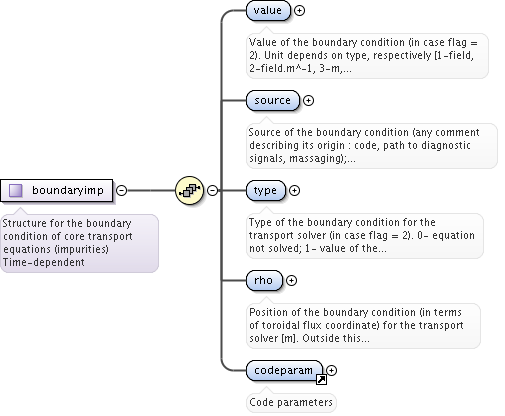 value
Value of the boundary condition (in case flag =
2). Unit depends on type, respectively [1-field,
2-field.m^-1, 3-m,...
source
Source of the boundary condition (any comment
describing its origin : code, path to diagnostic
signals, massaging);...
boundaryimp
Structure for the boundary
condition of core transport
equations (impurities)
Time-dependent
type
Type of the boundary condition for the
transport solver (in case flag = 2). 0- equation
not solved; 1- value of the...
rho
Position of the boundary condition (in terms
of toroidal flux coordinate) for the transport
solver [m]. Outside this...
codeparam
Code parameters